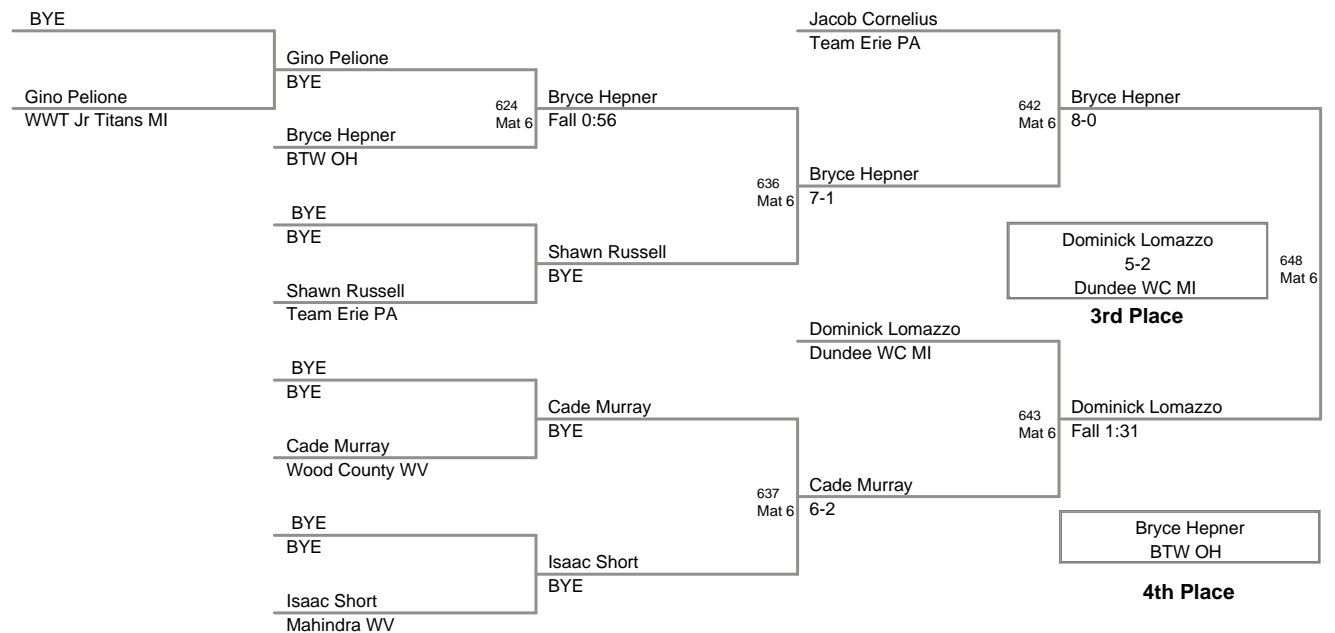 BYE
Gino Pelione
WWT Jr Titans MI
Gino Pelione
BYE
Bryce Hepner
BTW OH
BYE
BYE
Shawn Russell
Team Erie PA
BYE
BYE
Cade Murray
Wood County WV
BYE
BYE
Isaac Short
Mahindra WV
624
Mat 6
Bryce Hepner
Fall 0:56
Shawn Russell
BYE
Cade Murray
BYE
Isaac Short
BYE
636
Mat 6
637
Mat 6
Jacob Cornelius
Team Erie PA
Bryce Hepner
7-1
Dominick Lomazzo
Dundee WC MI
Cade Murray
6-2
642
Mat 6
643
Mat 6
Bryce Hepner
8-0
Dominick Lomazzo
Fall 1:31
648
Mat 6
Dominick Lomazzo
5-2
Dundee WC MI
3rd Place
Bryce Hepner
BTW OH
4th Place